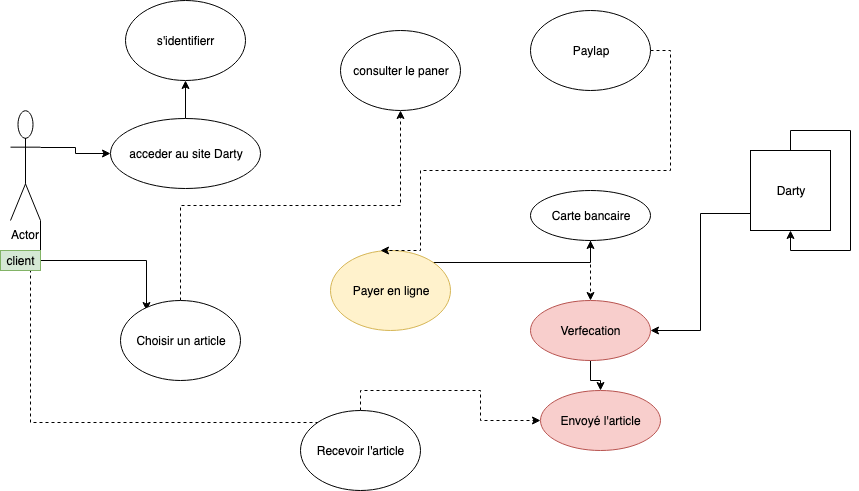 s'identifierr
consulter le paner
Paylap
acceder au site Darty
Darty
Carte bancaire
Actor
client
Payer en ligne
Choisir un article
Verfecation
Envoyé l'article
Recevoir l'article